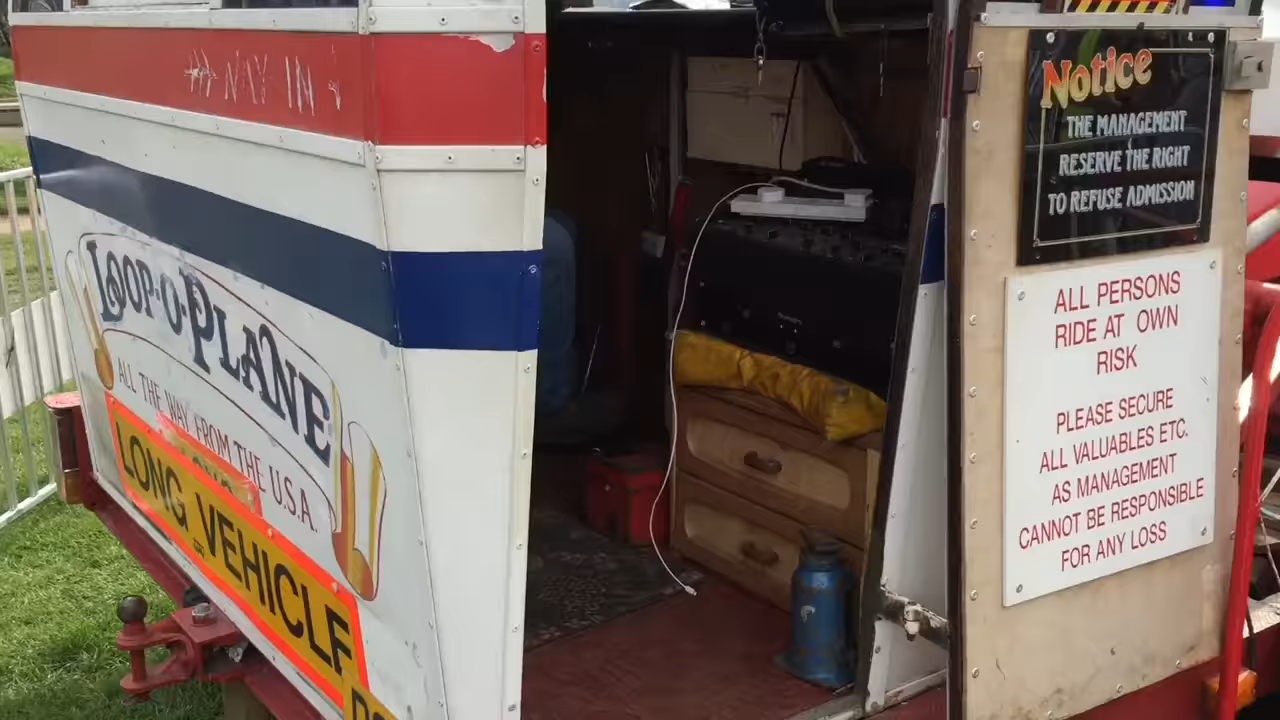 WAY IN
LOOP-O-PLANE
ALL THE WAY FROM THE U.S.A.
LONG VEHICLE
Notice
THE MANAGEMENT
RESERVE THE RIGHT
TO REFUSE ADMISSION
ALL PERSONS
RIDE AT OWN
RISK
PLEASE SECURE
ALL VALUABLES ETC.
AS MANAGEMENT
CANNOT BE RESPONSIBLE
FOR ANY LOSS